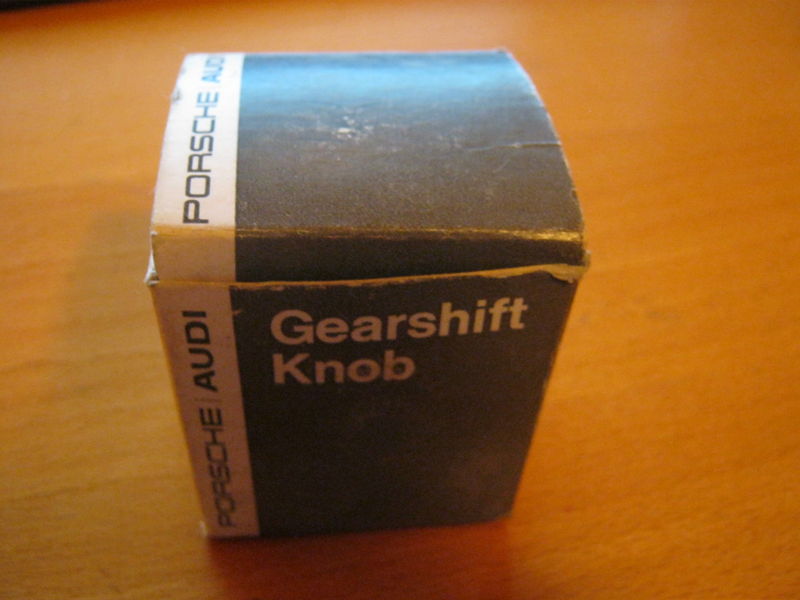 PORSCHE | AUDI
PORSCHE | AUDI
Gearshift
Knob